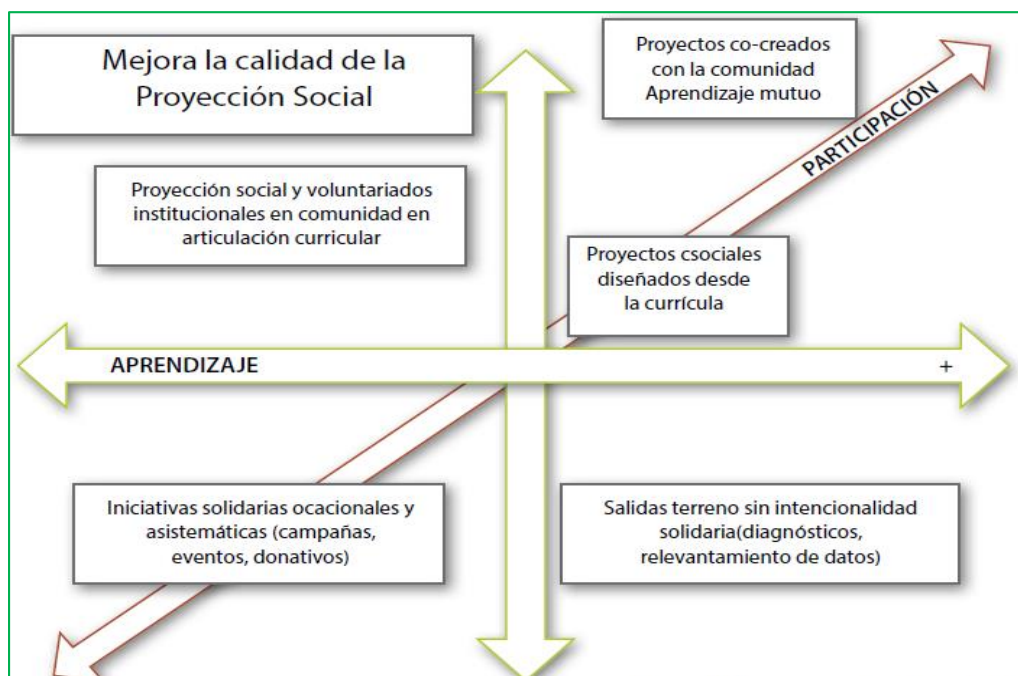 Mejora la calidad de la
Proyección Social
Proyectos co-creados
con la comunidad
Aprendizaje mutuo
PARTICIPACIÓN
Proyección social y voluntariados
institucionales en comunidad en
articulación curricular
Proyectos csociales
diseñados desde
la currícula
APRENDIZAJE
+
Iniciativas solidarias ocacionales y
asistemáticas (campañas,
eventos, donativos)
Salidas terreno sin intencionalidad
solidaria(diagnósticos,
relevantamiento de datos)